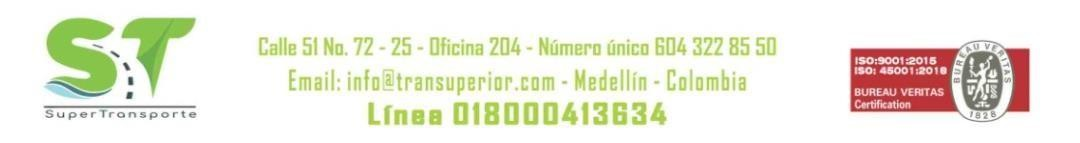 ST
SuperTransporte
Calle 51 No. 72 - 25 - Oficina 204 - Número único 604 322 85 50
Email: info@transuperior.com - Medellín - Colombia
Línea 018000413634
ISO:9001:2015
ISO: 45001:2018
BUREAU VERITAS
Certification
BUREAU VERITAS
1828